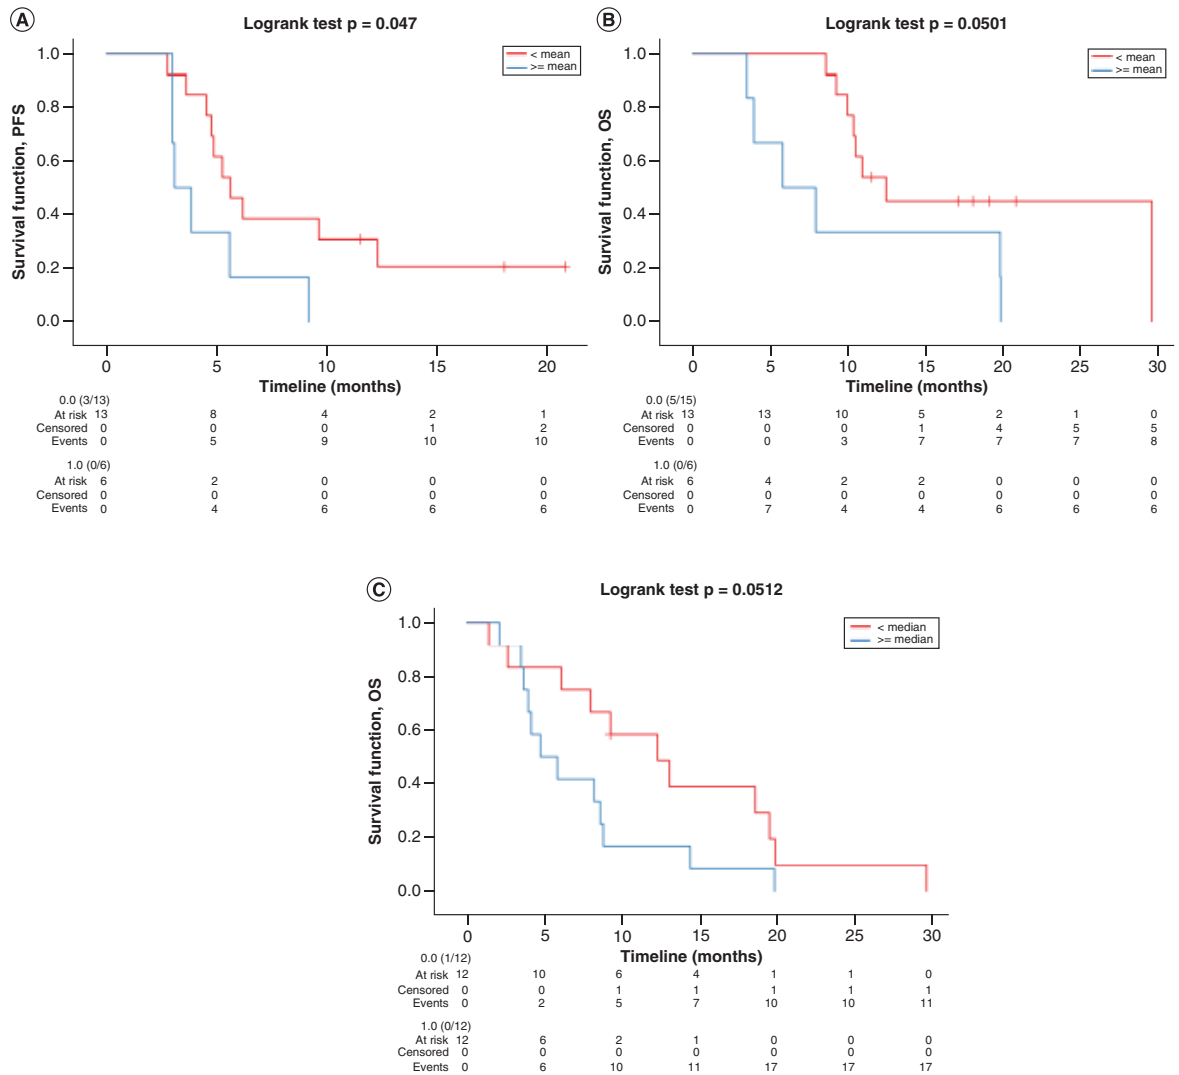 A
Logrank test p = 0.047
< mean
>= mean
Survival function, PFS
1.0
0.8
0.6
0.4
0.2
0.0
0 5 10 15 20
Timeline (months)
0.0 (3/13)
At risk 13 8 4 2 1
Censored 0 0 0 1 2
Events 0 5 9 10 10
1.0 (0/6)
At risk 6 2 0 0 0
Censored 0 0 0 0 0
Events 0 4 6 6 6
B
Logrank test p = 0.0501
< mean
>= mean
Survival function, OS
1.0
0.8
0.6
0.4
0.2
0.0
0 5 10 15 20 25 30
Timeline (months)
0.0 (5/15)
At risk 13 13 10 5 2 1 0
Censored 0 0 0 1 4 5 5
Events 0 0 3 7 7 7 8
1.0 (0/6)
At risk 6 4 2 2 0 0 0
Censored 0 0 0 0 0 0 0
Events 0 7 4 4 6 6 6
C
Logrank test p = 0.0512
< median
>= median
Survival function, OS
1.0
0.8
0.6
0.4
0.2
0.0
0 5 10 15 20 25 30
Timeline (months)
0.0 (1/12)
At risk 12 10 6 4 1 1 0
Censored 0 0 1 1 1 1 1
Events 0 2 5 7 10 10 11
1.0 (0/12)
At risk 12 6 2 1 0 0 0
Censored 0 0 0 0 0 0 0
Events 0 6 10 11 17 17 17